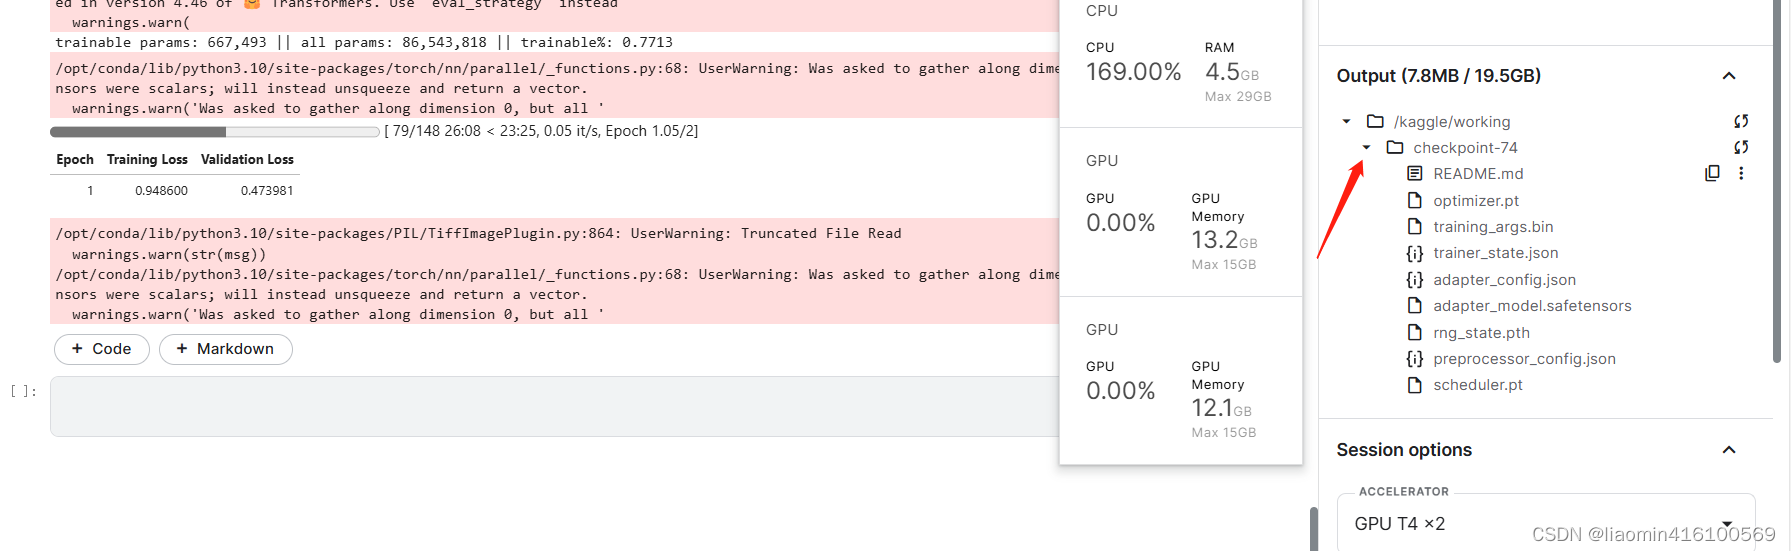 ed in version 4.46 of 🤗 Transformers. Use `eval_strategy` instead
warnings.warn(
trainable params: 667,493 || all params: 86,543,818 || trainable%: 0.7713
/opt/conda/lib/python3.10/site-packages/torch/nn/parallel/_functions.py:68: UserWarning: Was asked to gather along dime
nsors were scalars; will instead unsqueeze and return a vector.
warnings.warn('Was asked to gather along dimension 0, but all '
[ 79/148 26:08 < 23:25, 0.05 it/s, Epoch 1.05/2]
Epoch Training Loss Validation Loss
1 0.948600 0.473981
/opt/conda/lib/python3.10/site-packages/PIL/TiffImagePlugin.py:864: UserWarning: Truncated File Read
warnings.warn(str(msg))
/opt/conda/lib/python3.10/site-packages/torch/nn/parallel/_functions.py:68: UserWarning: Was asked to gather along dime
nsors were scalars; will instead unsqueeze and return a vector.
warnings.warn('Was asked to gather along dimension 0, but all '
+ Code + Markdown
[ ]:
CPU
CPU RAM
169.00% 4.5GB
Max 29GB
GPU
GPU GPU
Memory
0.00% 13.2GB
Max 15GB
GPU
GPU GPU
Memory
0.00% 12.1GB
Max 15GB
Output (7.8MB / 19.5GB)
/kaggle/working
checkpoint-74
README.md
optimizer.pt
training_args.bin
trainer_state.json
adapter_config.json
adapter_model.safetensors
rng_state.pth
preprocessor_config.json
scheduler.pt
Session options
ACCELERATOR
GPU T4 ×2
CSDN @liaomin416100569